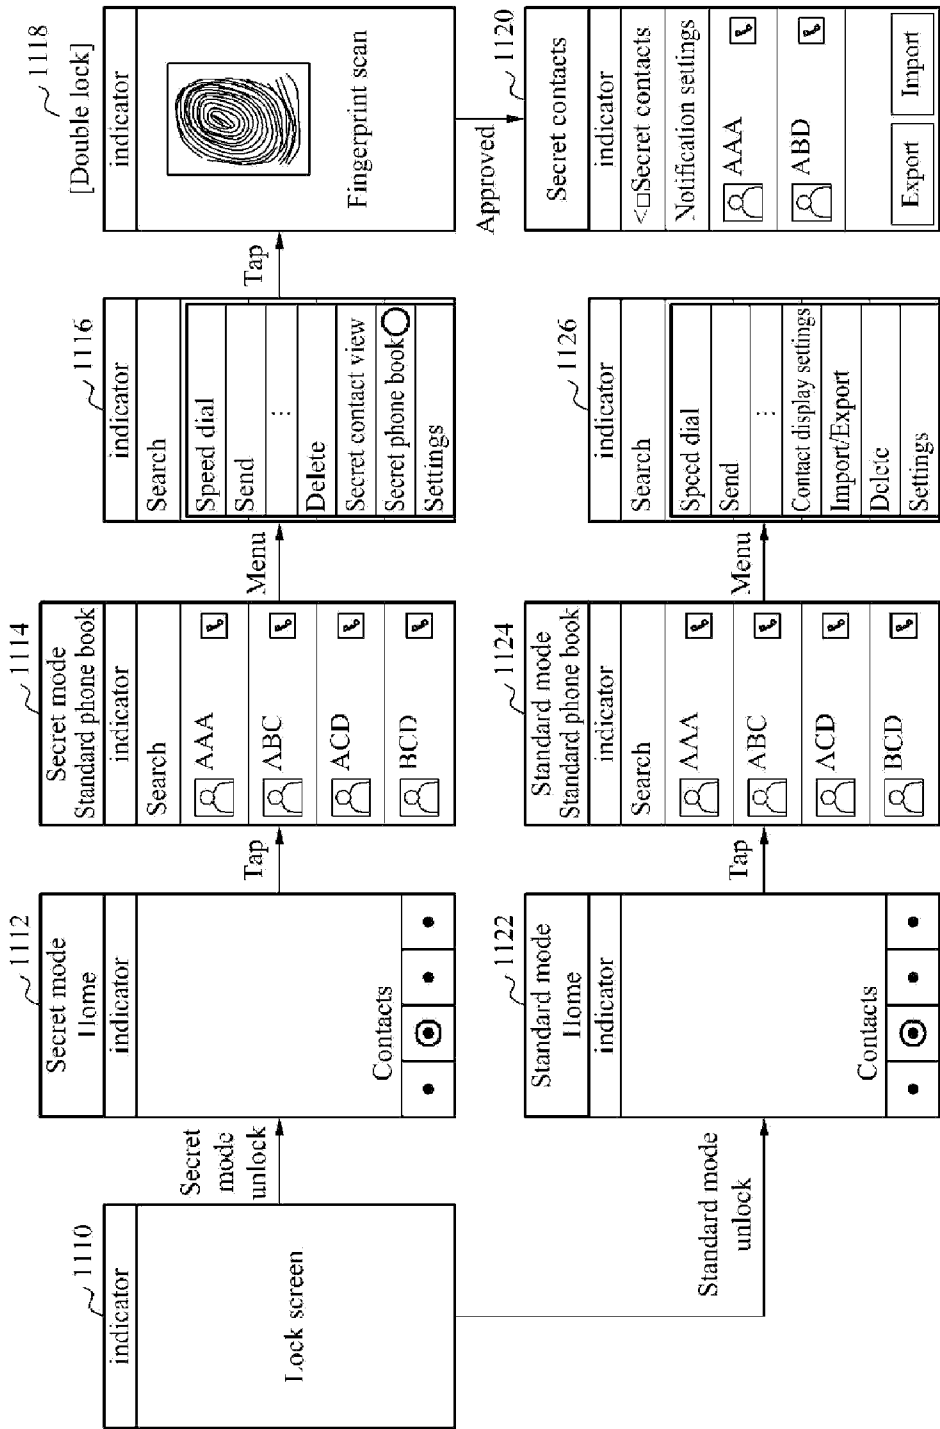 1110
indicator
Lock screen
Secret
mode
unlock
Standard mode
unlock
1112
Secret mode
Home
indicator
Contacts
Tap
1114
Secret mode
Standard phone book
indicator
Search
AAA
ABC
ACD
BCD
Menu
1116
indicator
Search
Speed dial
Send
...
Delete
Secret contact view
Secret phone book
Settings
Tap
1118
[Double lock]
indicator
Fingerprint scan
Approved
1120
Secret contacts
indicator
<□Secret contacts
Notification settings
AAA
ABD
Export
Import
1122
Standard mode
Home
indicator
Contacts
Tap
1124
Standard mode
Standard phone book
indicator
Search
AAA
ABC
ACD
BCD
Menu
1126
indicator
Search
Speed dial
Send
...
Contact display settings
Import/Export
Delete
Settings